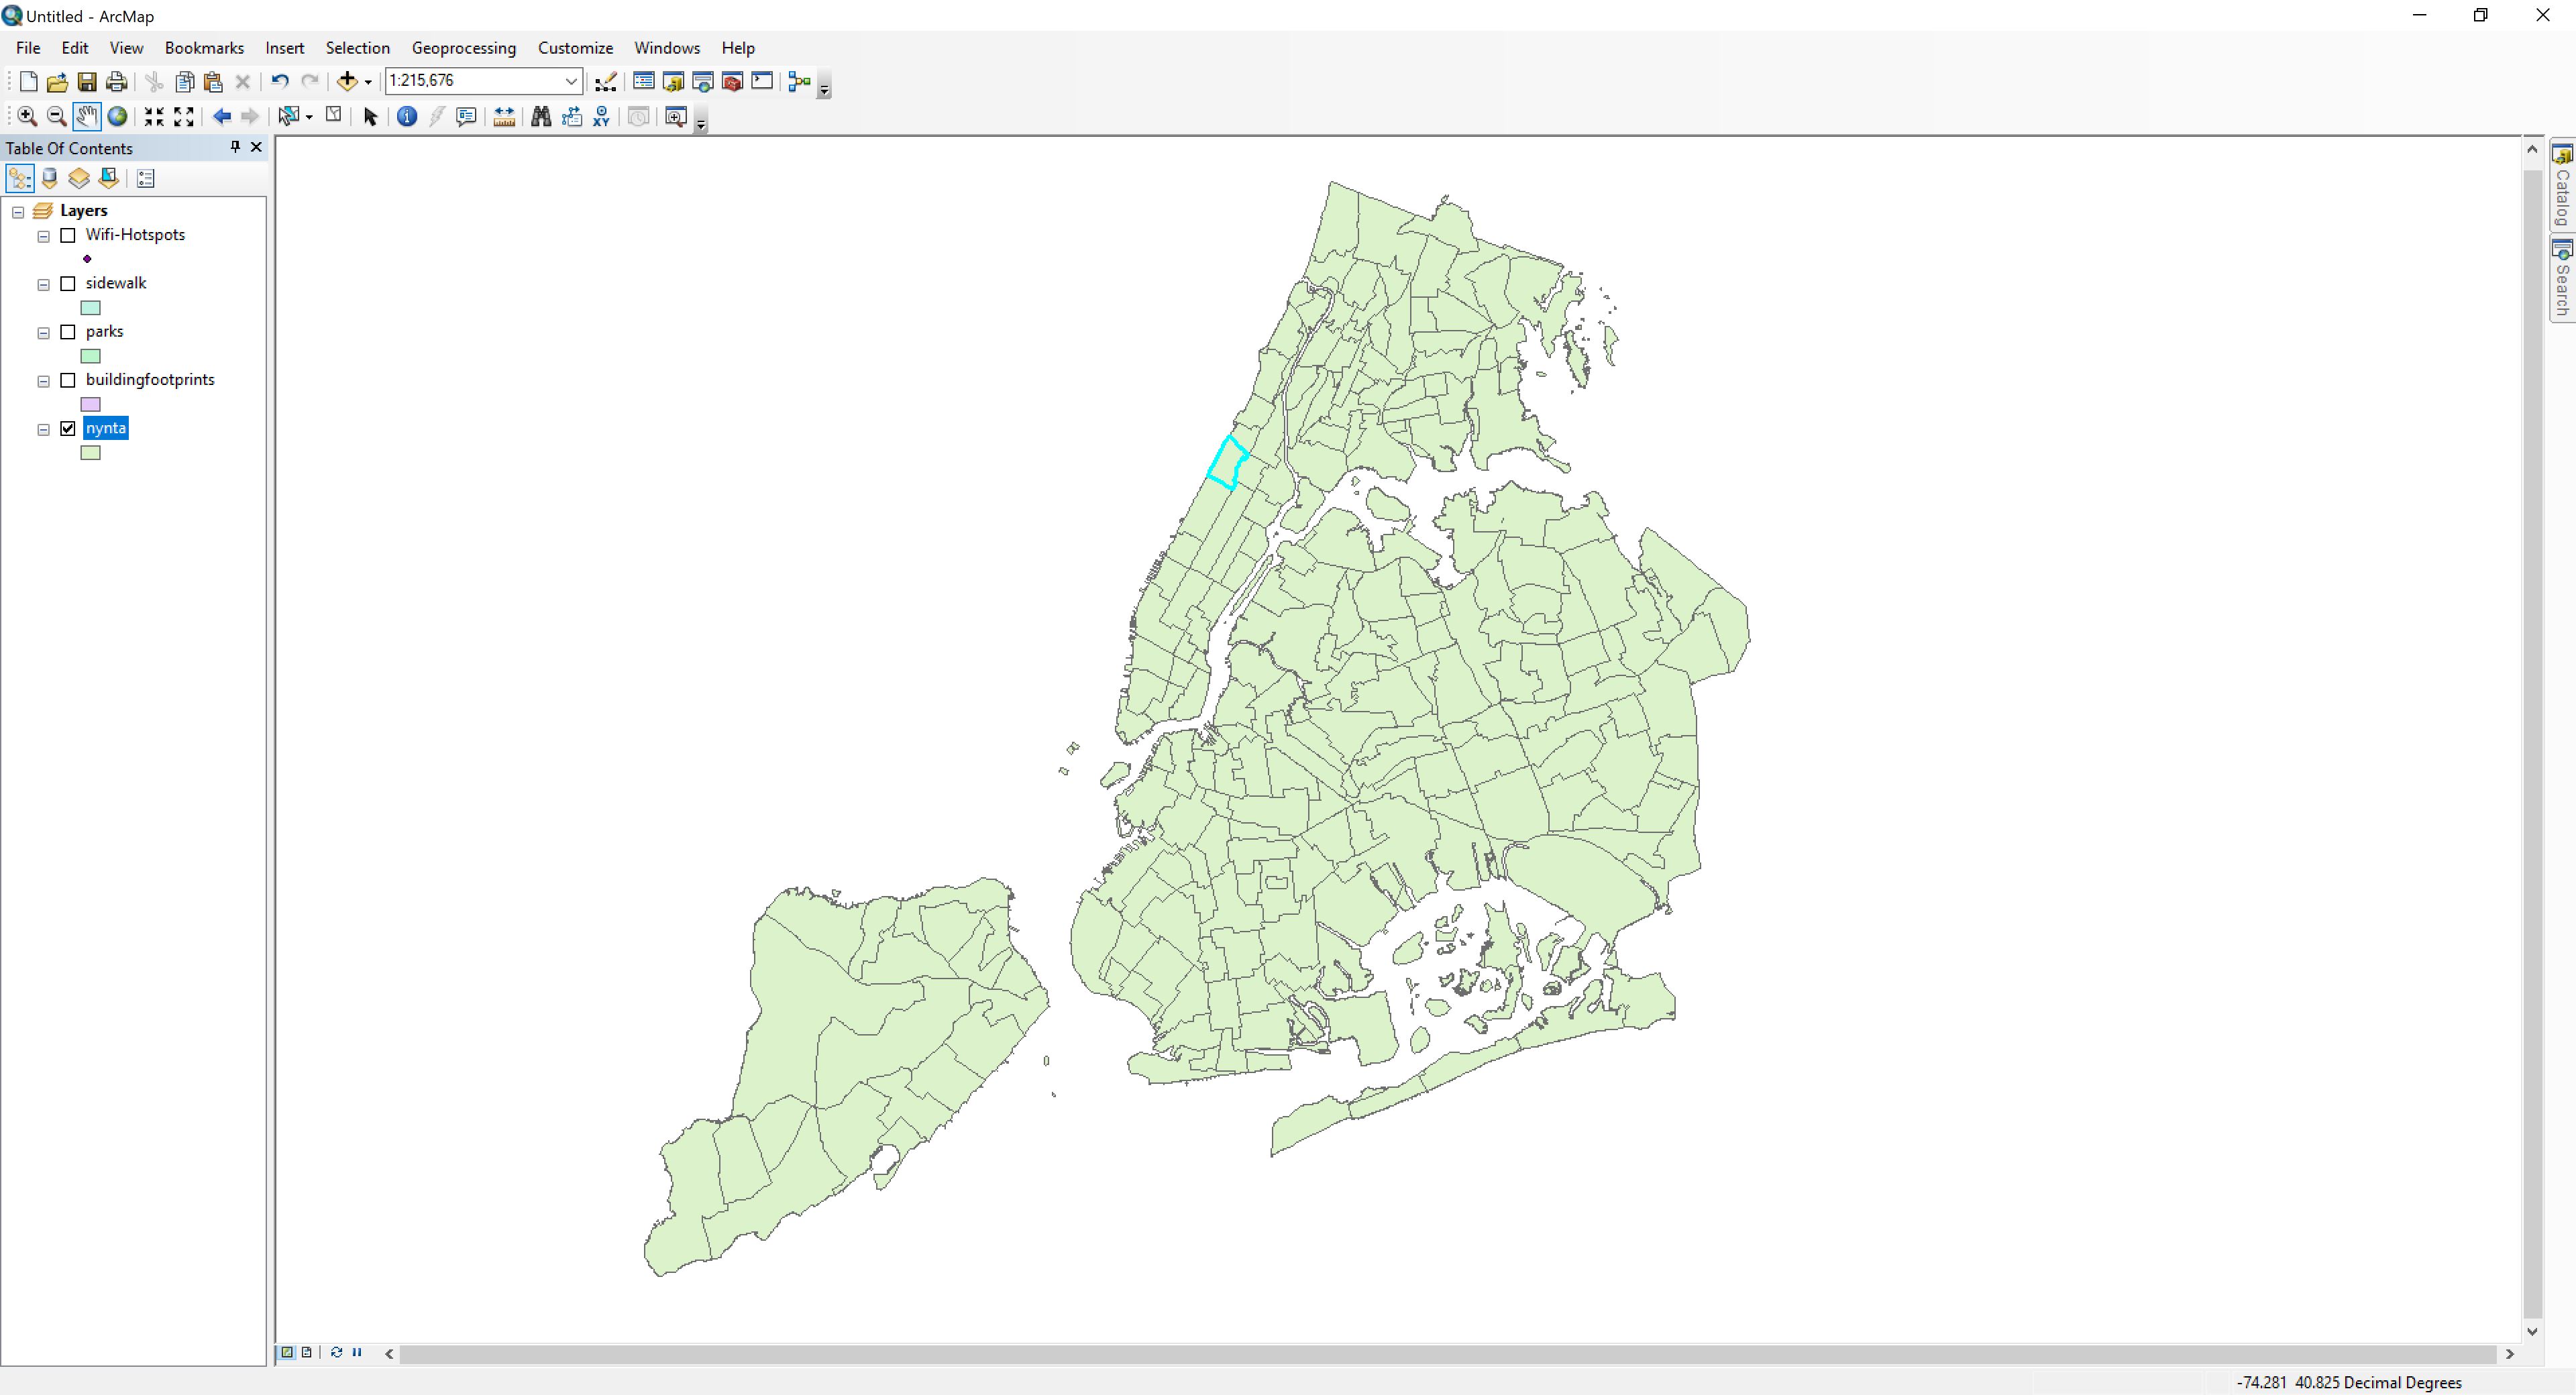 Untitled - ArcMap
File Edit View Bookmarks Insert Selection Geoprocessing Customize Windows Help
1:215,676
XY
Table Of Contents
Layers
Wifi-Hotspots
sidewalk
parks
buildingfootprints
nynta
Catalog
Search
-74.281 40.825 Decimal Degrees